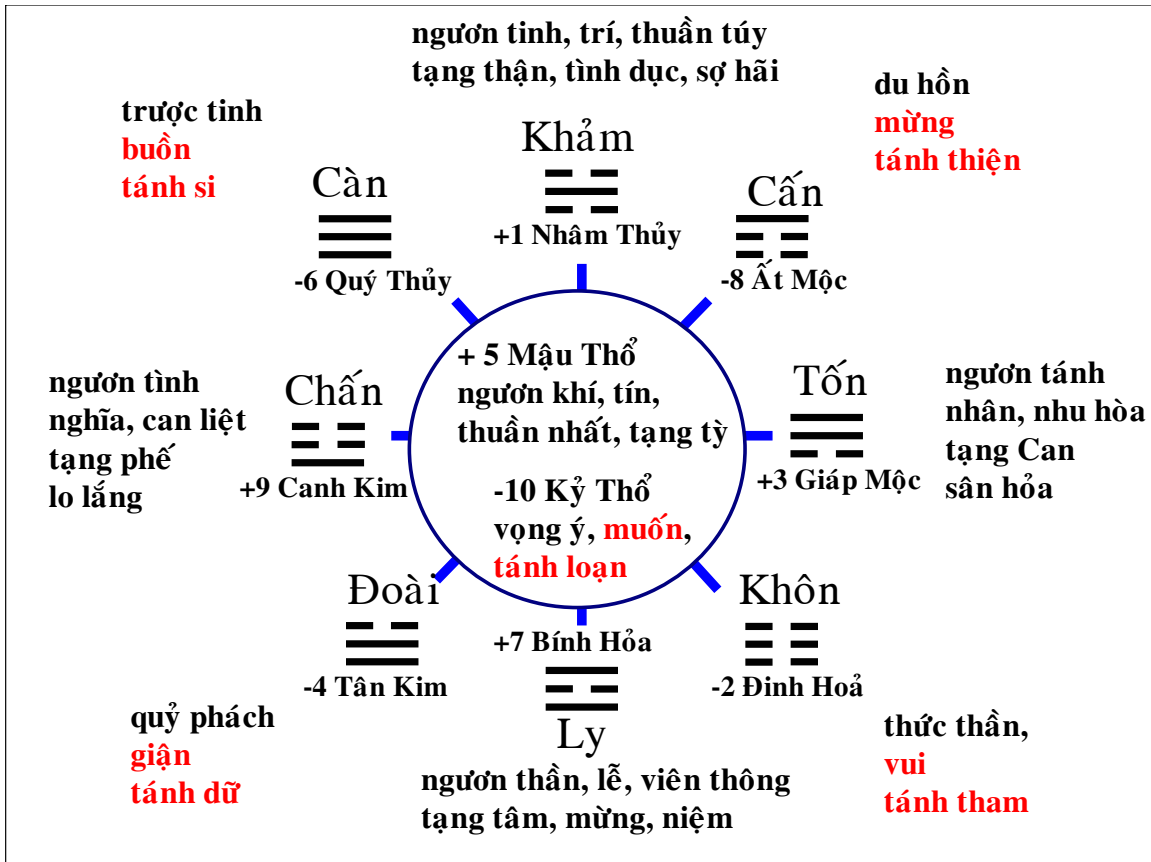 ngươn tinh, trí, thuần túy
tạng thận, tình dục, sợ hãi
trược tinh
buồn
tánh si
du hồn
mừng
tánh thiện
Khảm
+1 Nhâm Thủy
Càn
-6 Quý Thủy
Cấn
-8 Ất Mộc
+ 5 Mậu Thổ
ngươn khí, tín,
thuần nhất, tạng tỳ
-10 Kỷ Thổ
vọng ý, muốn,
tánh loạn
ngươn tình
nghĩa, can liệt
tạng phế
lo lắng
Chấn
+9 Canh Kim
Tốn
+3 Giáp Mộc
ngươn tánh
nhân, nhu hòa
tạng Can
sân hỏa
Đoài
-4 Tân Kim
+7 Bính Hỏa
Ly
Khôn
-2 Đinh Hoả
quỷ phách
giận
tánh dữ
ngươn thần, lễ, viên thông
tạng tâm, mừng, niệm
thức thần,
vui
tánh tham